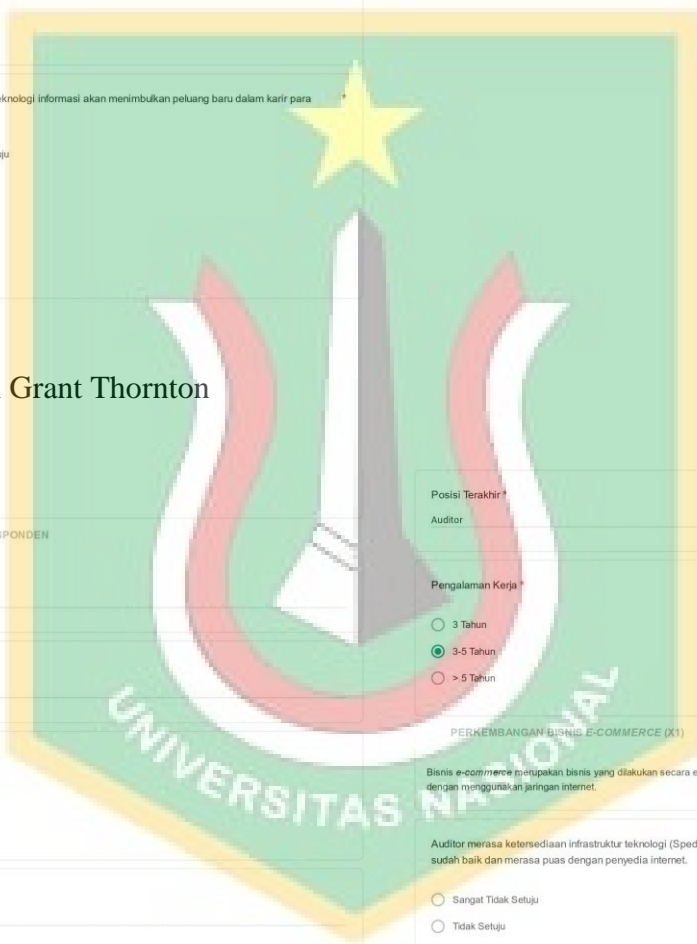 eknologi informasi akan menimbulkan peluang baru dalam karir para *
uju
Grant Thornton
SPONDEN
Posisi Terakhir *
Auditor
Pengalaman Kerja *
3 Tahun
3-5 Tahun
> 5 Tahun
PERKEMBANGAN BISNIS E-COMMERCE (X1)
Bisnis e-commerce merupakan bisnis yang dilakukan secara e
dengan menggunakan jaringan internet.
Auditor merasa ketersediaan infrastruktur teknologi (Sped
sudah baik dan merasa puas dengan penyedia internet.
Sangat Tidak Setuju
Tidak Setuju
UNIVERSITAS NASIONAL